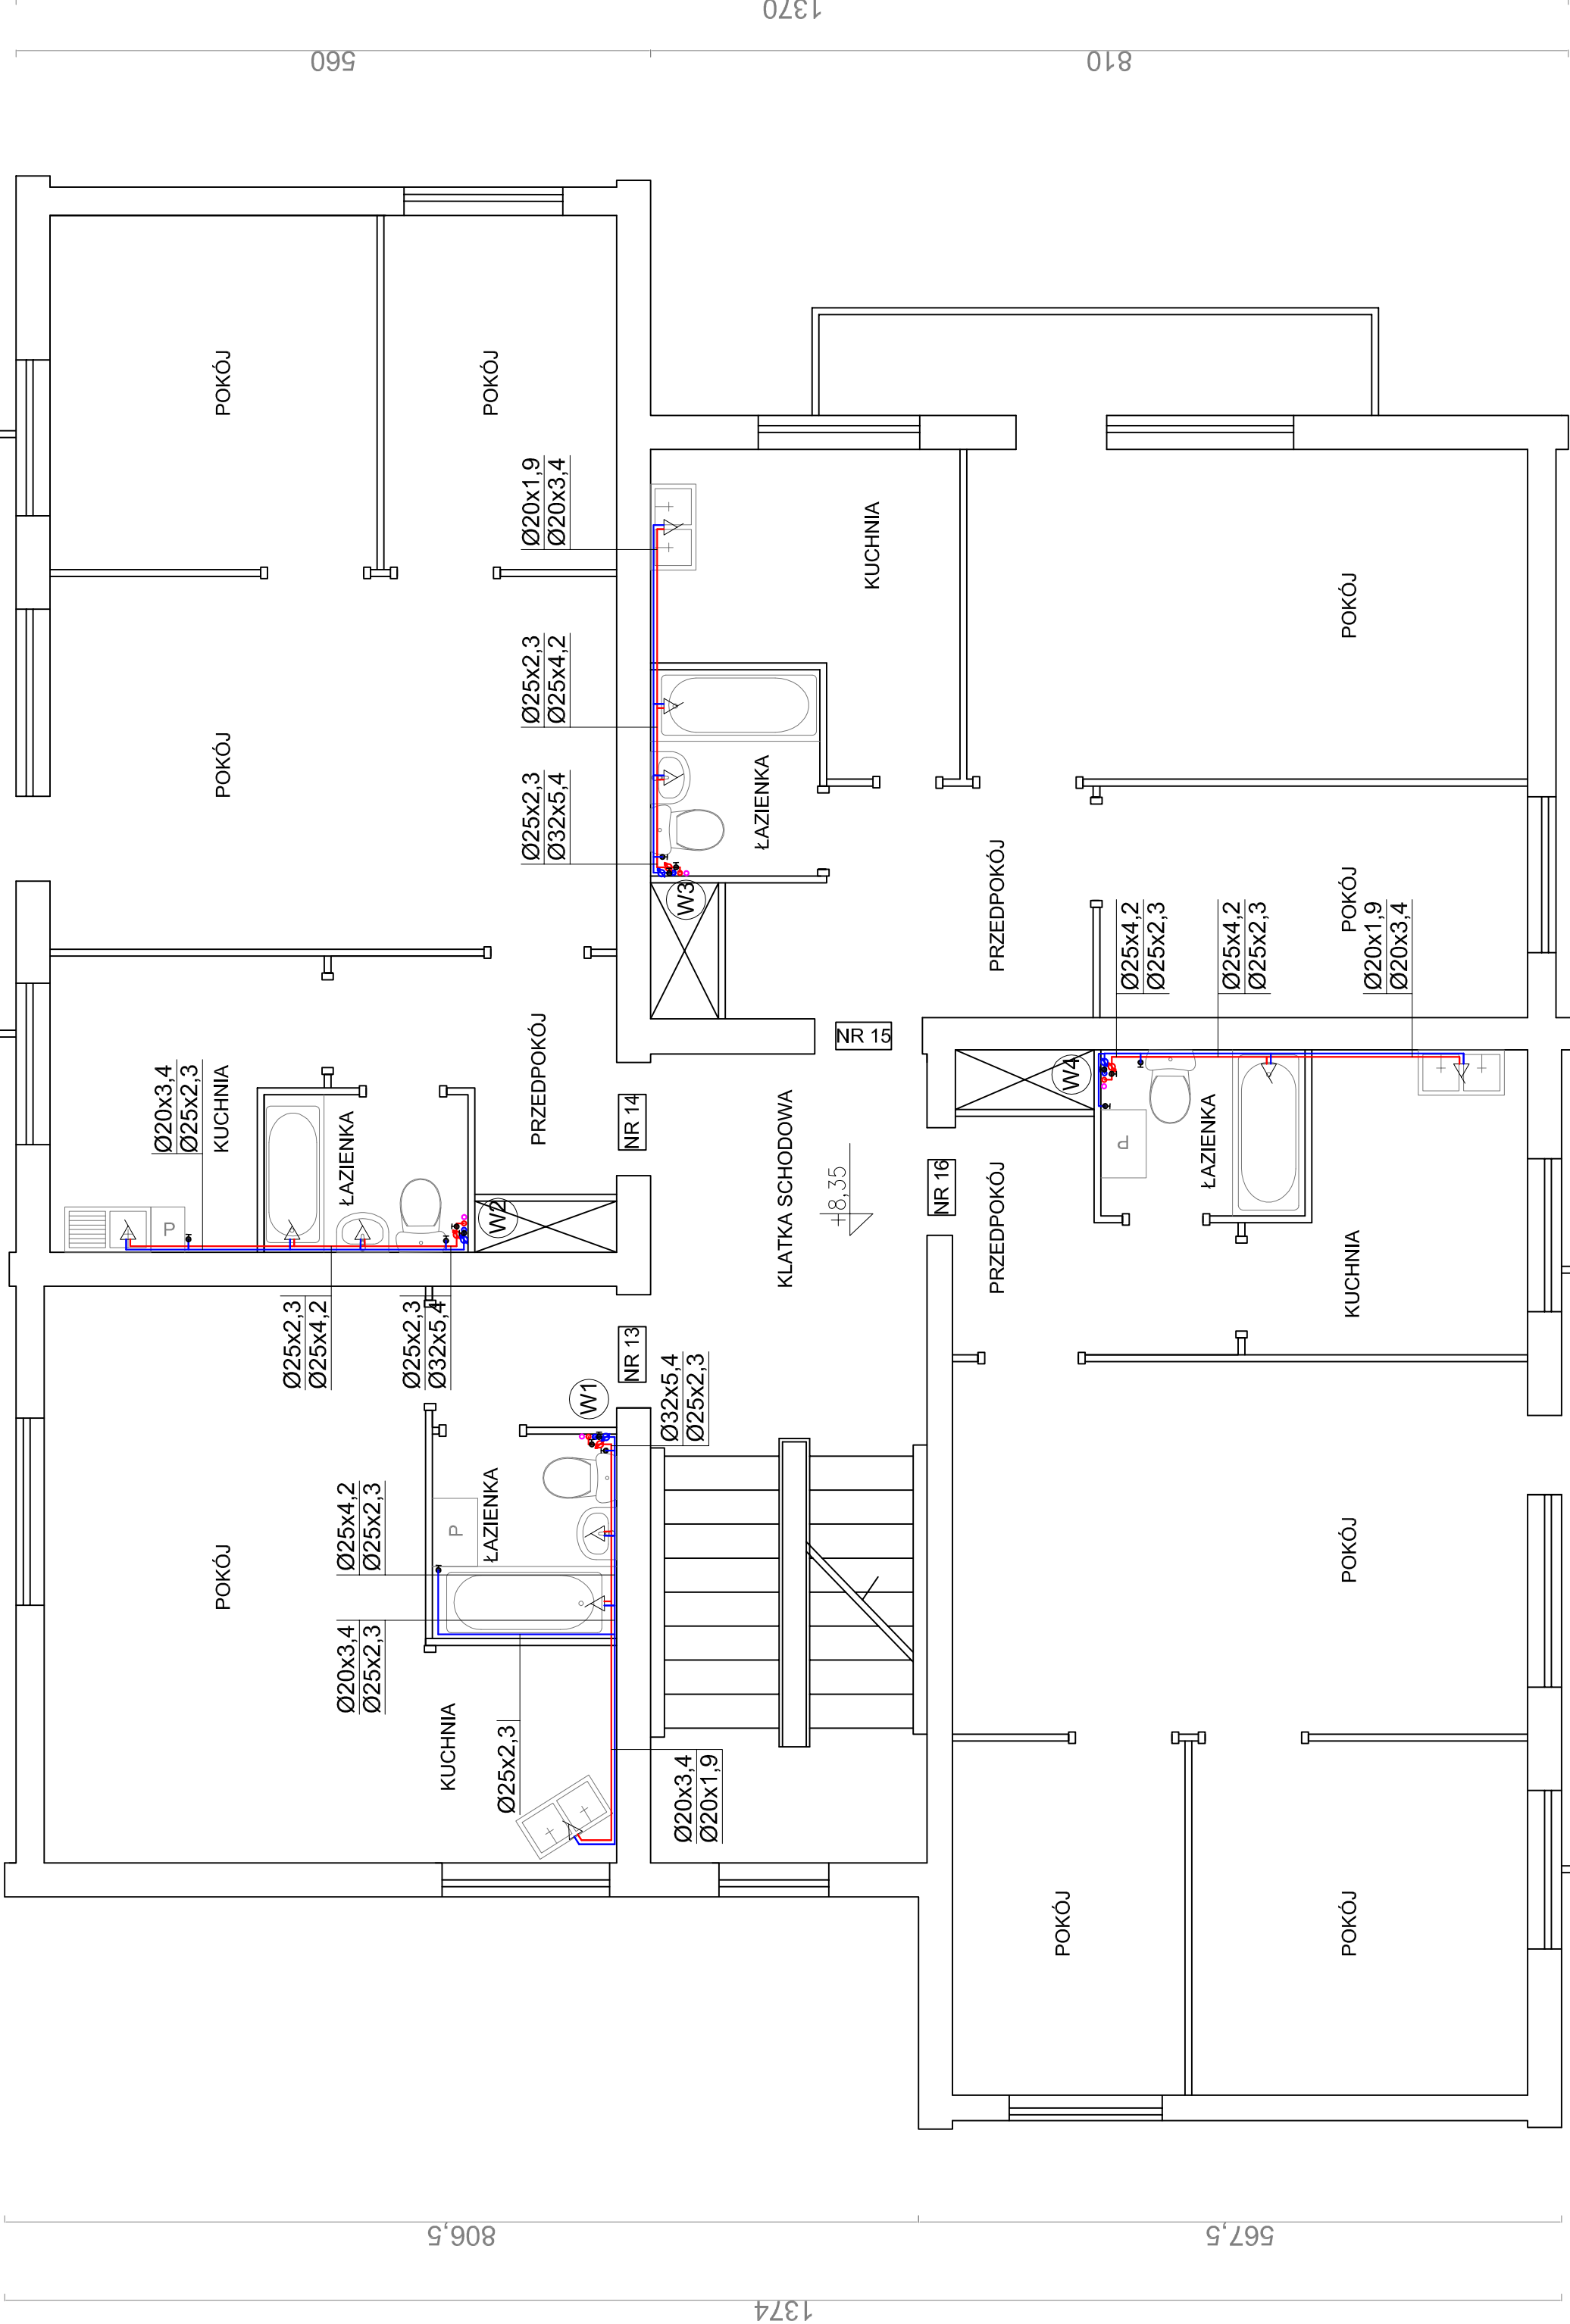 1370
560
810
POKÓJ
POKÓJ
Ø20x1,9
Ø20x3,4
KUCHNIA
POKÓJ
Ø25x2,3
Ø25x4,2
POKÓJ
Ø25x2,3
Ø32x5,4
ŁAZIENKA
W3
PRZEDPOKÓJ
POKÓJ
Ø25x4,2
Ø25x2,3
Ø25x4,2
Ø25x2,3
Ø20x1,9
Ø20x3,4
NR 15
PRZEDPOKÓJ
Ø20x3,4
Ø25x2,3
KUCHNIA
ŁAZIENKA
NR 14
W4
P
ŁAZIENKA
KLATKA SCHODOWA
+8,35
NR 16
PRZEDPOKÓJ
P
W2
KUCHNIA
Ø25x2,3
Ø25x4,2
Ø25x2,3
Ø32x5,4
NR 13
W1
Ø32x5,4
Ø25x2,3
ŁAZIENKA
P
Ø25x4,2
Ø25x2,3
POKÓJ
POKÓJ
Ø20x3,4
Ø25x2,3
KUCHNIA
Ø25x2,3
Ø20x3,4
Ø20x1,9
POKÓJ
POKÓJ
806,5
567,5
1374